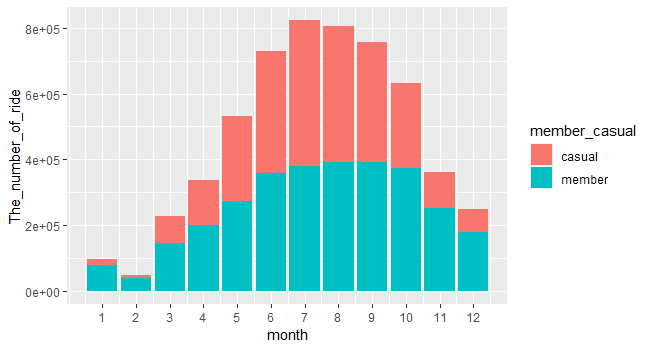 8e+05
6e+05
4e+05
2e+05
0e+00
The_number_of_ride
1 2 3 4 5 6 7 8 9 10 11 12
month
member_casual
casual
member